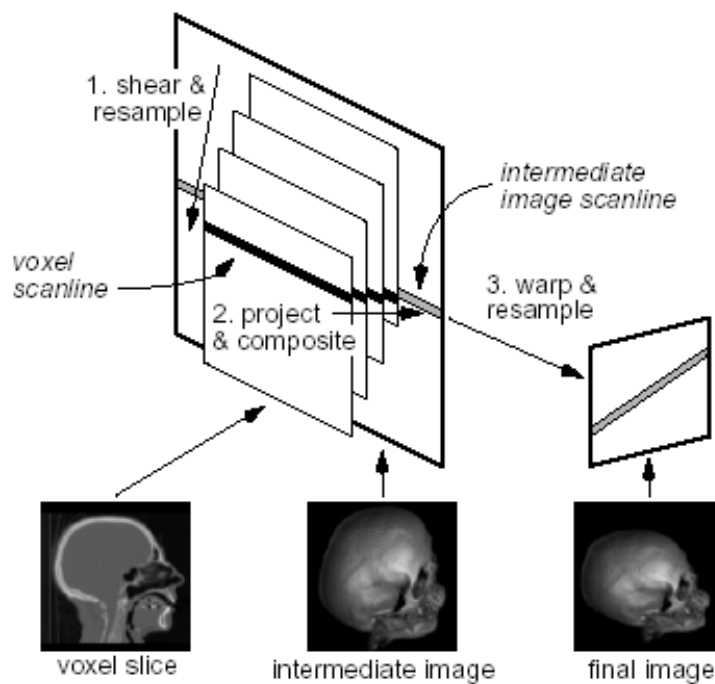 1. shear &
resample
intermediate
image scanline
voxel
scanline
2. project
& composite
3. warp &
resample
voxel slice
intermediate image
final image